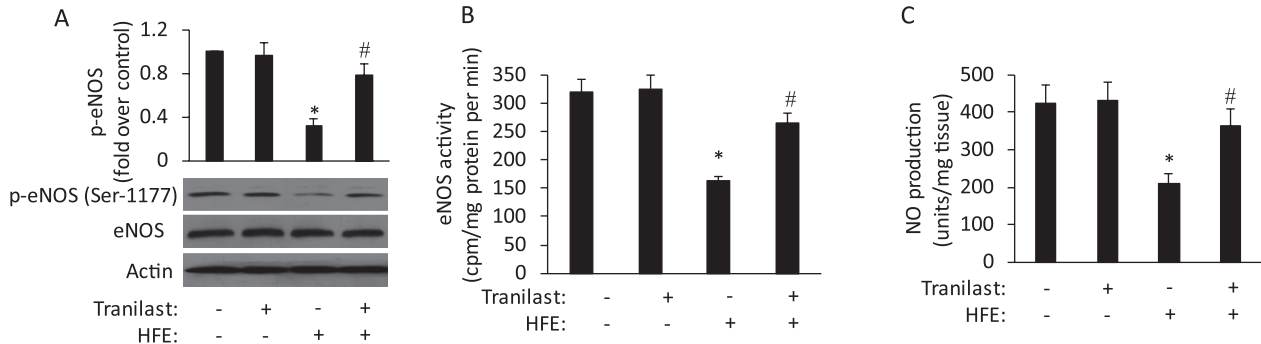 A
p-eNOS
(fold over control)
1.2
0.8
0.4
0
*
#
p-eNOS (Ser-1177)
eNOS
Actin
Tranilast: - + - +
HFE: - - + +
B
eNOS activity
(cpm/mg protein per min)
350
300
250
200
150
100
50
0
*
#
Tranilast: - + - +
HFE: - - + +
C
NO production
(units/mg tissue)
500
400
300
200
100
0
*
#
Tranilast: - + - +
HFE: - - + +